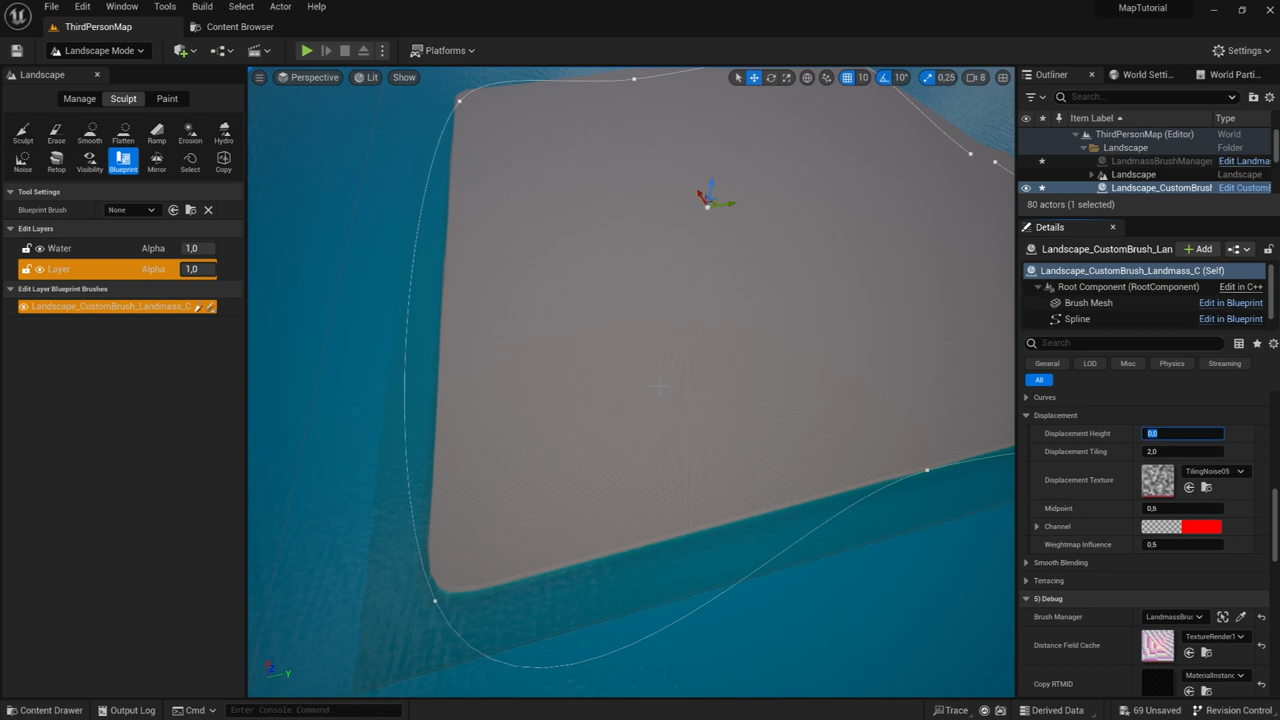 File Edit Window Tools Build Select Actor Help
MapTutorial
ThirdPersonMap
Content Browser
Landscape Mode
Platforms
Settings
Landscape
Manage Sculpt Paint
Sculpt Erase Smooth Flatten Ramp Erosion Hydro
Noise Retop Visibility Blueprint Mirror Select Copy
Tool Settings
Blueprint Brush None
Edit Layers
Water Alpha 1,0
Layer Alpha 1,0
Edit Layer Blueprint Brushes
Landscape_CustomBrush_Landmass_C
Perspective Lit Show
10 10° 0,25 8
X Z Y
Outliner World Setti... World Parti...
Search...
Item Label Type
ThirdPersonMap (Editor) World
Landscape Folder
LandmassBrushManager Edit Landma
Landscape Landscape
Landscape_CustomBrush Edit Custom
80 actors (1 selected)
Details
Landscape_CustomBrush_Lan Add
Landscape_CustomBrush_Landmass_C (Self)
Root Component (RootComponent) Edit in C++
Brush Mesh Edit in Blueprint
Spline Edit in Blueprint
Search
General LOD Misc Physics Streaming
All
Curves
Displacement
Displacement Height 0,0
Displacement Tiling 2,0
Displacement Texture TilingNoise05
Midpoint 0,5
Channel
Weightmap Influence 0,5
Smooth Blending
Terracing
5) Debug
Brush Manager LandmassBrus
Distance Field Cache TextureRenderT
Copy RTMID MaterialInstanc
Content Drawer Output Log Cmd Enter Console Command
Trace Derived Data 69 Unsaved Revision Control